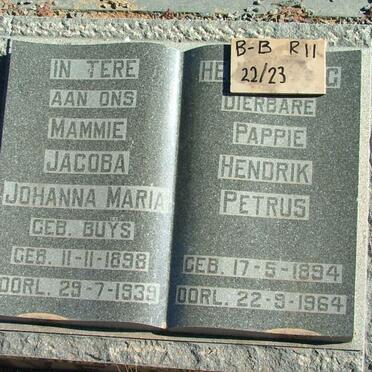 IN TERE
AAN ONS
MAMMIE
JACOBA
JOHANNA MARIA
GEB. BUYS
GEB. 11-11-1898
OORL. 29-7-1939
B-B R11
22/23
DIERBARE
PAPPIE
HENDRIK
PETRUS
GEB. 17-5-1894
OORL. 22-9-1964